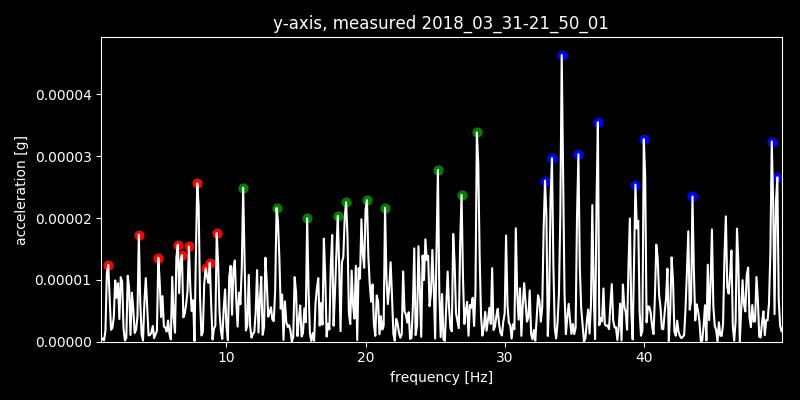 y-axis, measured 2018_03_31-21_50_01
acceleration [g]
0.00004
0.00003
0.00002
0.00001
0.00000
10 20 30 40
frequency [Hz]